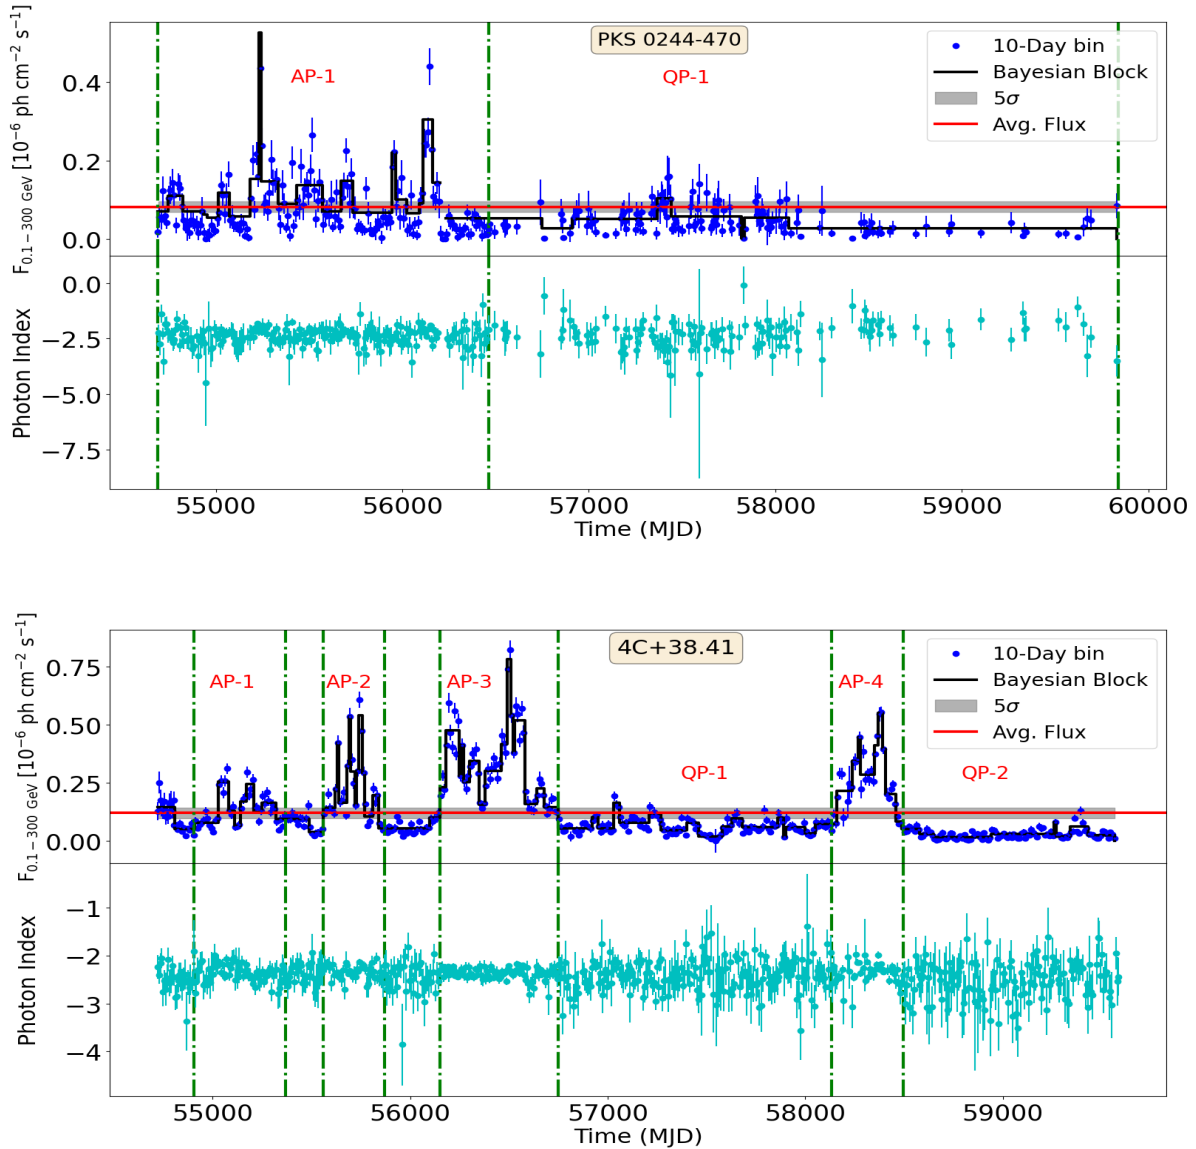 PKS 0244-470
AP-1
QP-1
10-Day bin
Bayesian Block
5σ
Avg. Flux
F0.1−300 GeV [10−6 ph cm−2 s−1]
0.4
0.2
0.0
Photon Index
0.0
−2.5
−5.0
−7.5
55000 56000 57000 58000 59000 60000
Time (MJD)
4C+38.41
AP-1
AP-2
AP-3
AP-4
QP-1
QP-2
10-Day bin
Bayesian Block
5σ
Avg. Flux
F0.1−300 GeV [10−6 ph cm−2 s−1]
0.75
0.50
0.25
0.00
Photon Index
−1
−2
−3
−4
55000 56000 57000 58000 59000
Time (MJD)